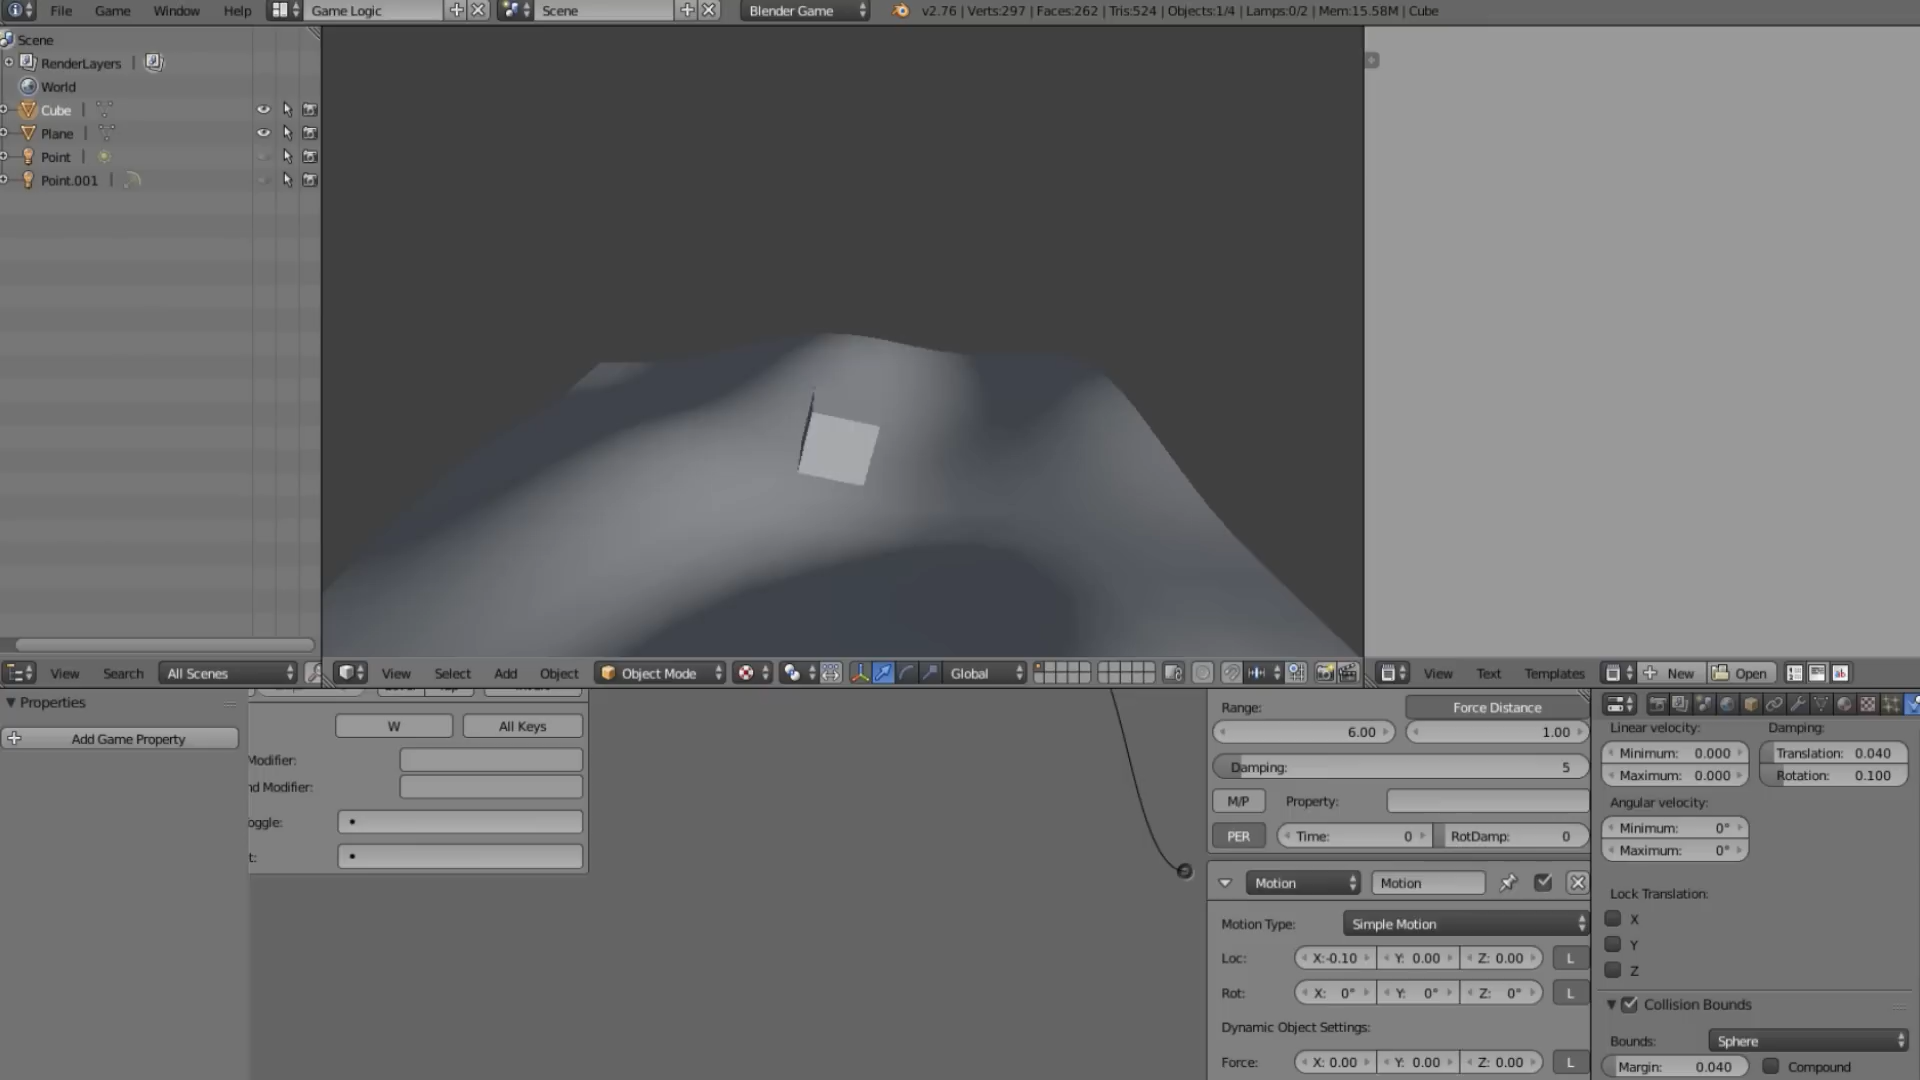 File Game Window Help Game Logic Scene Blender Game v2.76 | Verts:297 | Faces:262 | Tris:524 | Objects:1/4 | Lamps:0/2 | Mem:15.58M | Cube
Scene
RenderLayers
World
Cube
Plane
Point
Point.001
View Search All Scenes
View Select Add Object Object Mode Global
View Text Templates New Open
Properties
Add Game Property
W All Keys
Modifier:
nd Modifier:
oggle:
t:
Range: Force Distance
6.00 1.00
Damping: 5
M/P Property:
PER Time: 0 RotDamp: 0
Motion Motion
Motion Type: Simple Motion
Loc: X:-0.10 Y: 0.00 Z: 0.00 L
Rot: X: 0° Y: 0° Z: 0° L
Dynamic Object Settings:
Force: X: 0.00 Y: 0.00 Z: 0.00 L
Linear velocity: Damping:
Minimum: 0.000 Translation: 0.040
Maximum: 0.000 Rotation: 0.100
Angular velocity:
Minimum: 0°
Maximum: 0°
Lock Translation:
X
Y
Z
Collision Bounds
Bounds: Sphere
Margin: 0.040 Compound